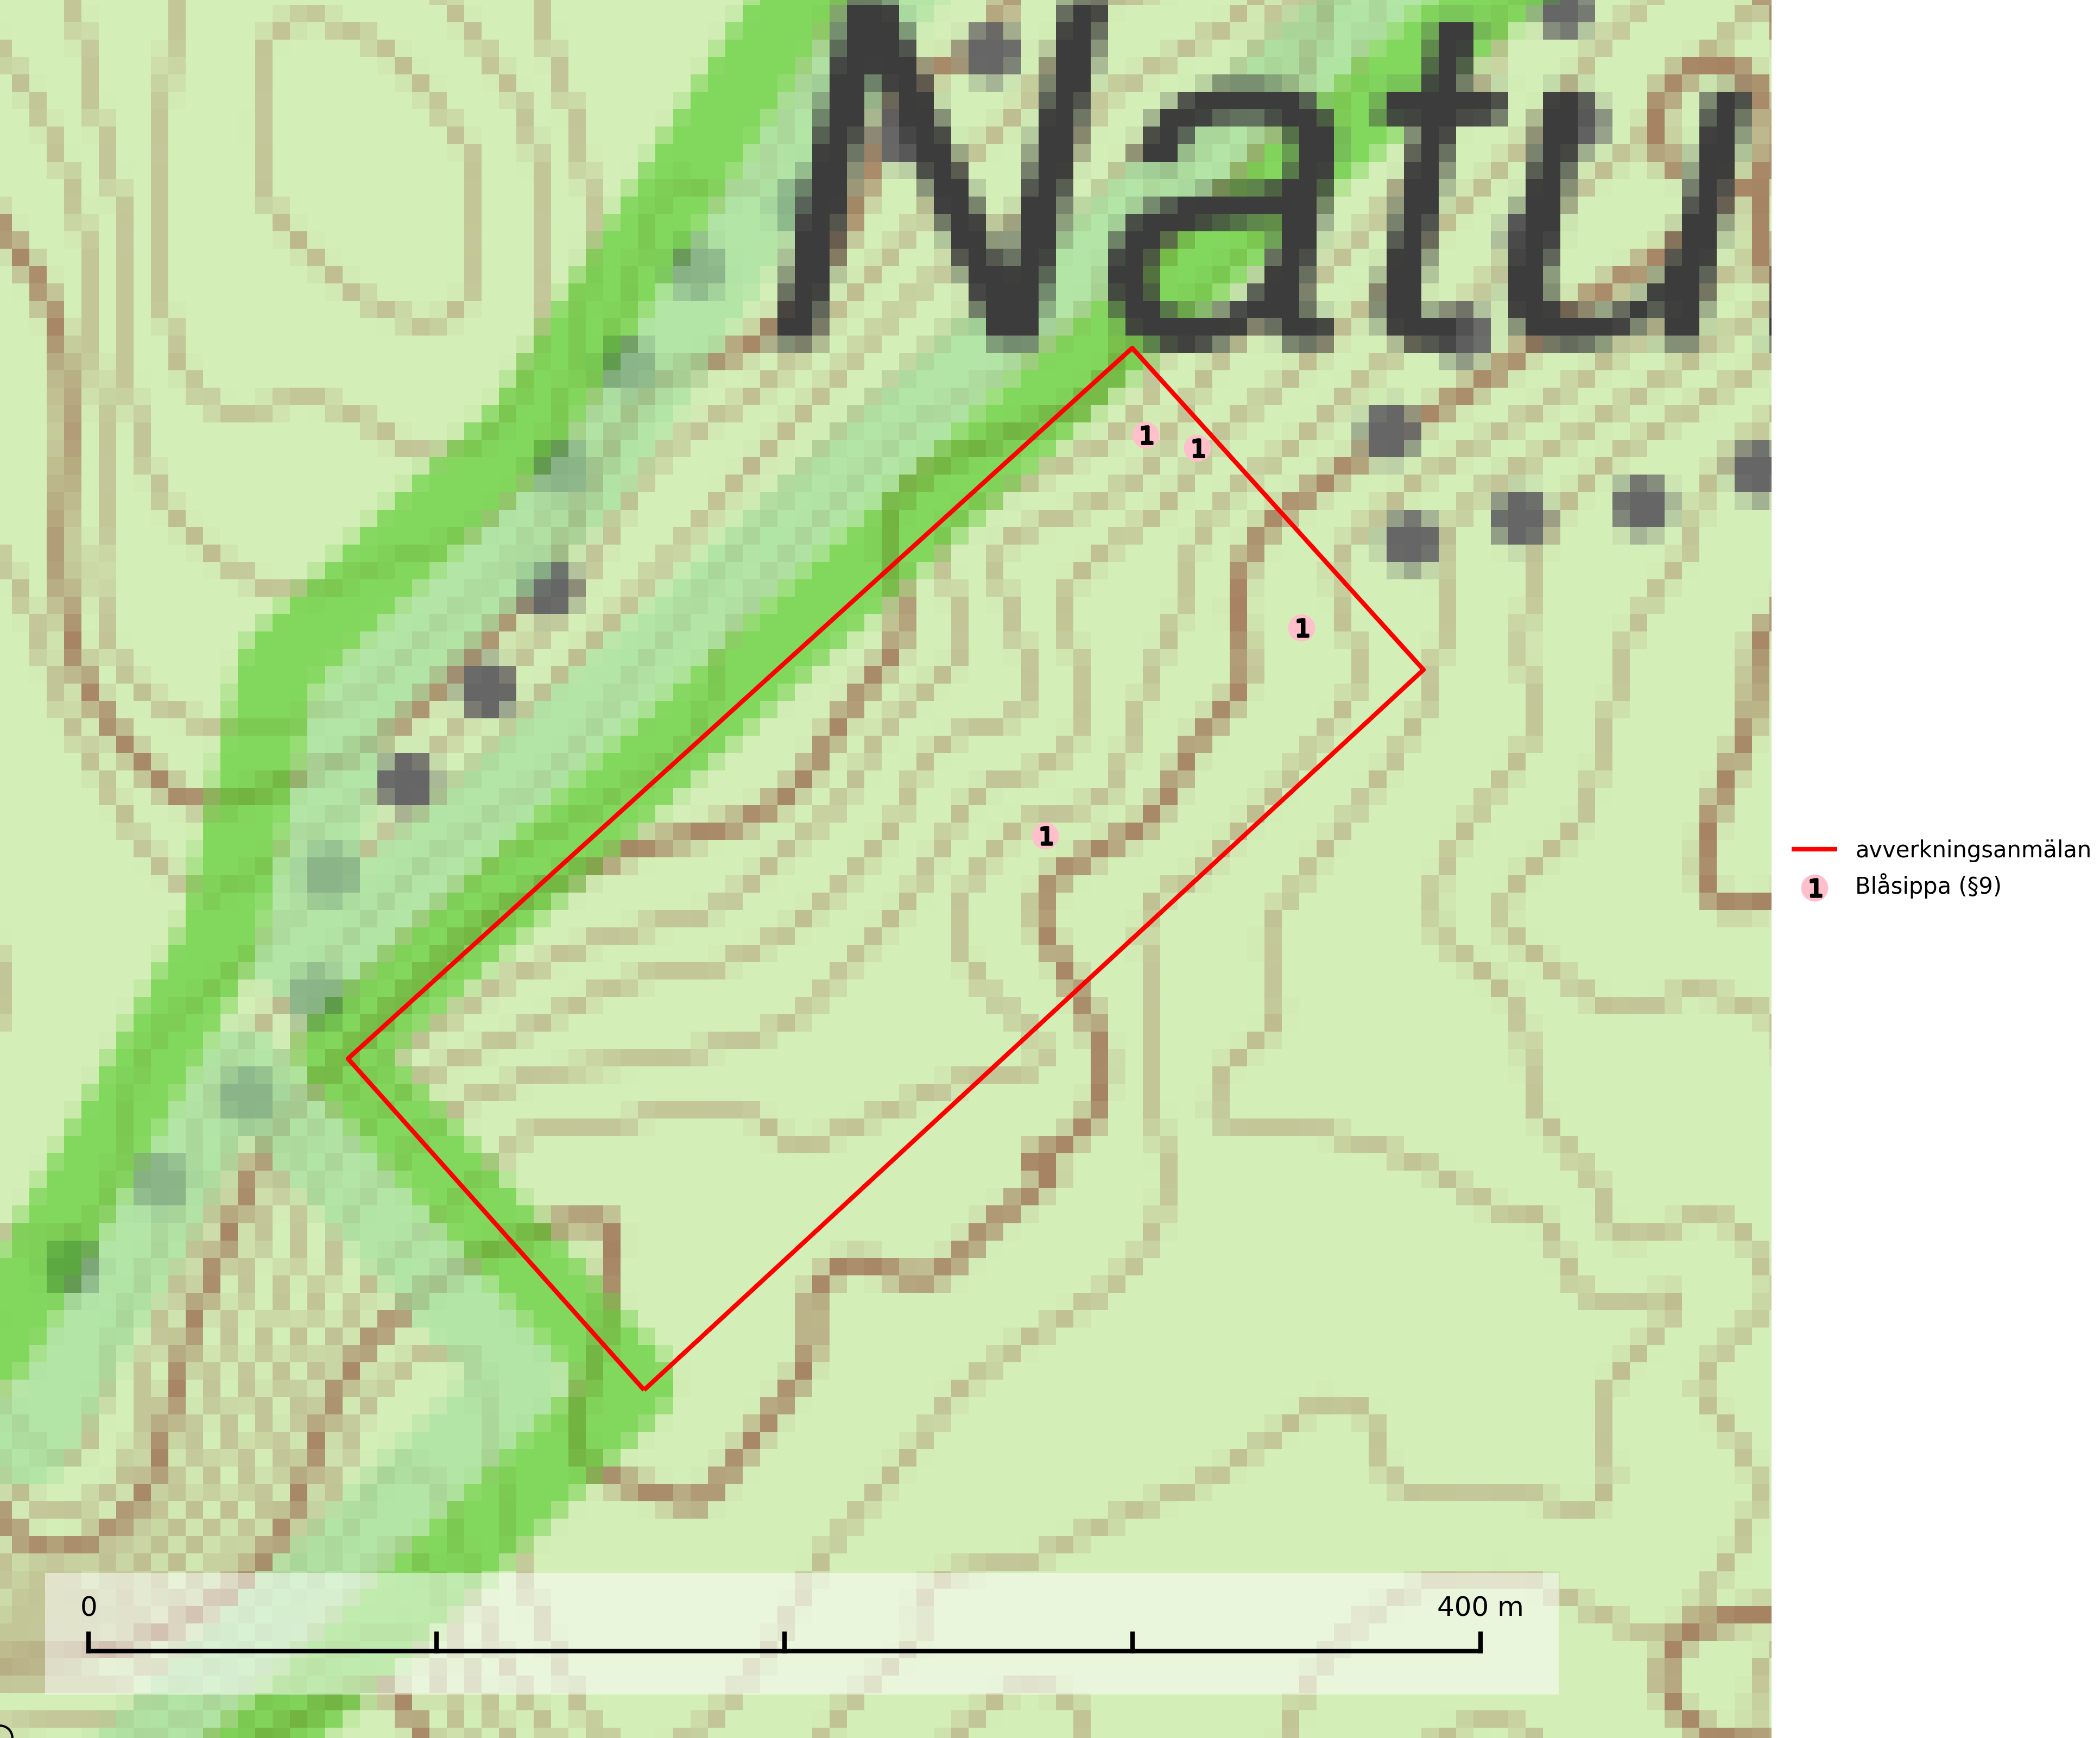 Natu
1
1
1
1
avverkningsanmälan
1 Blåsippa (§9)
0 400 m